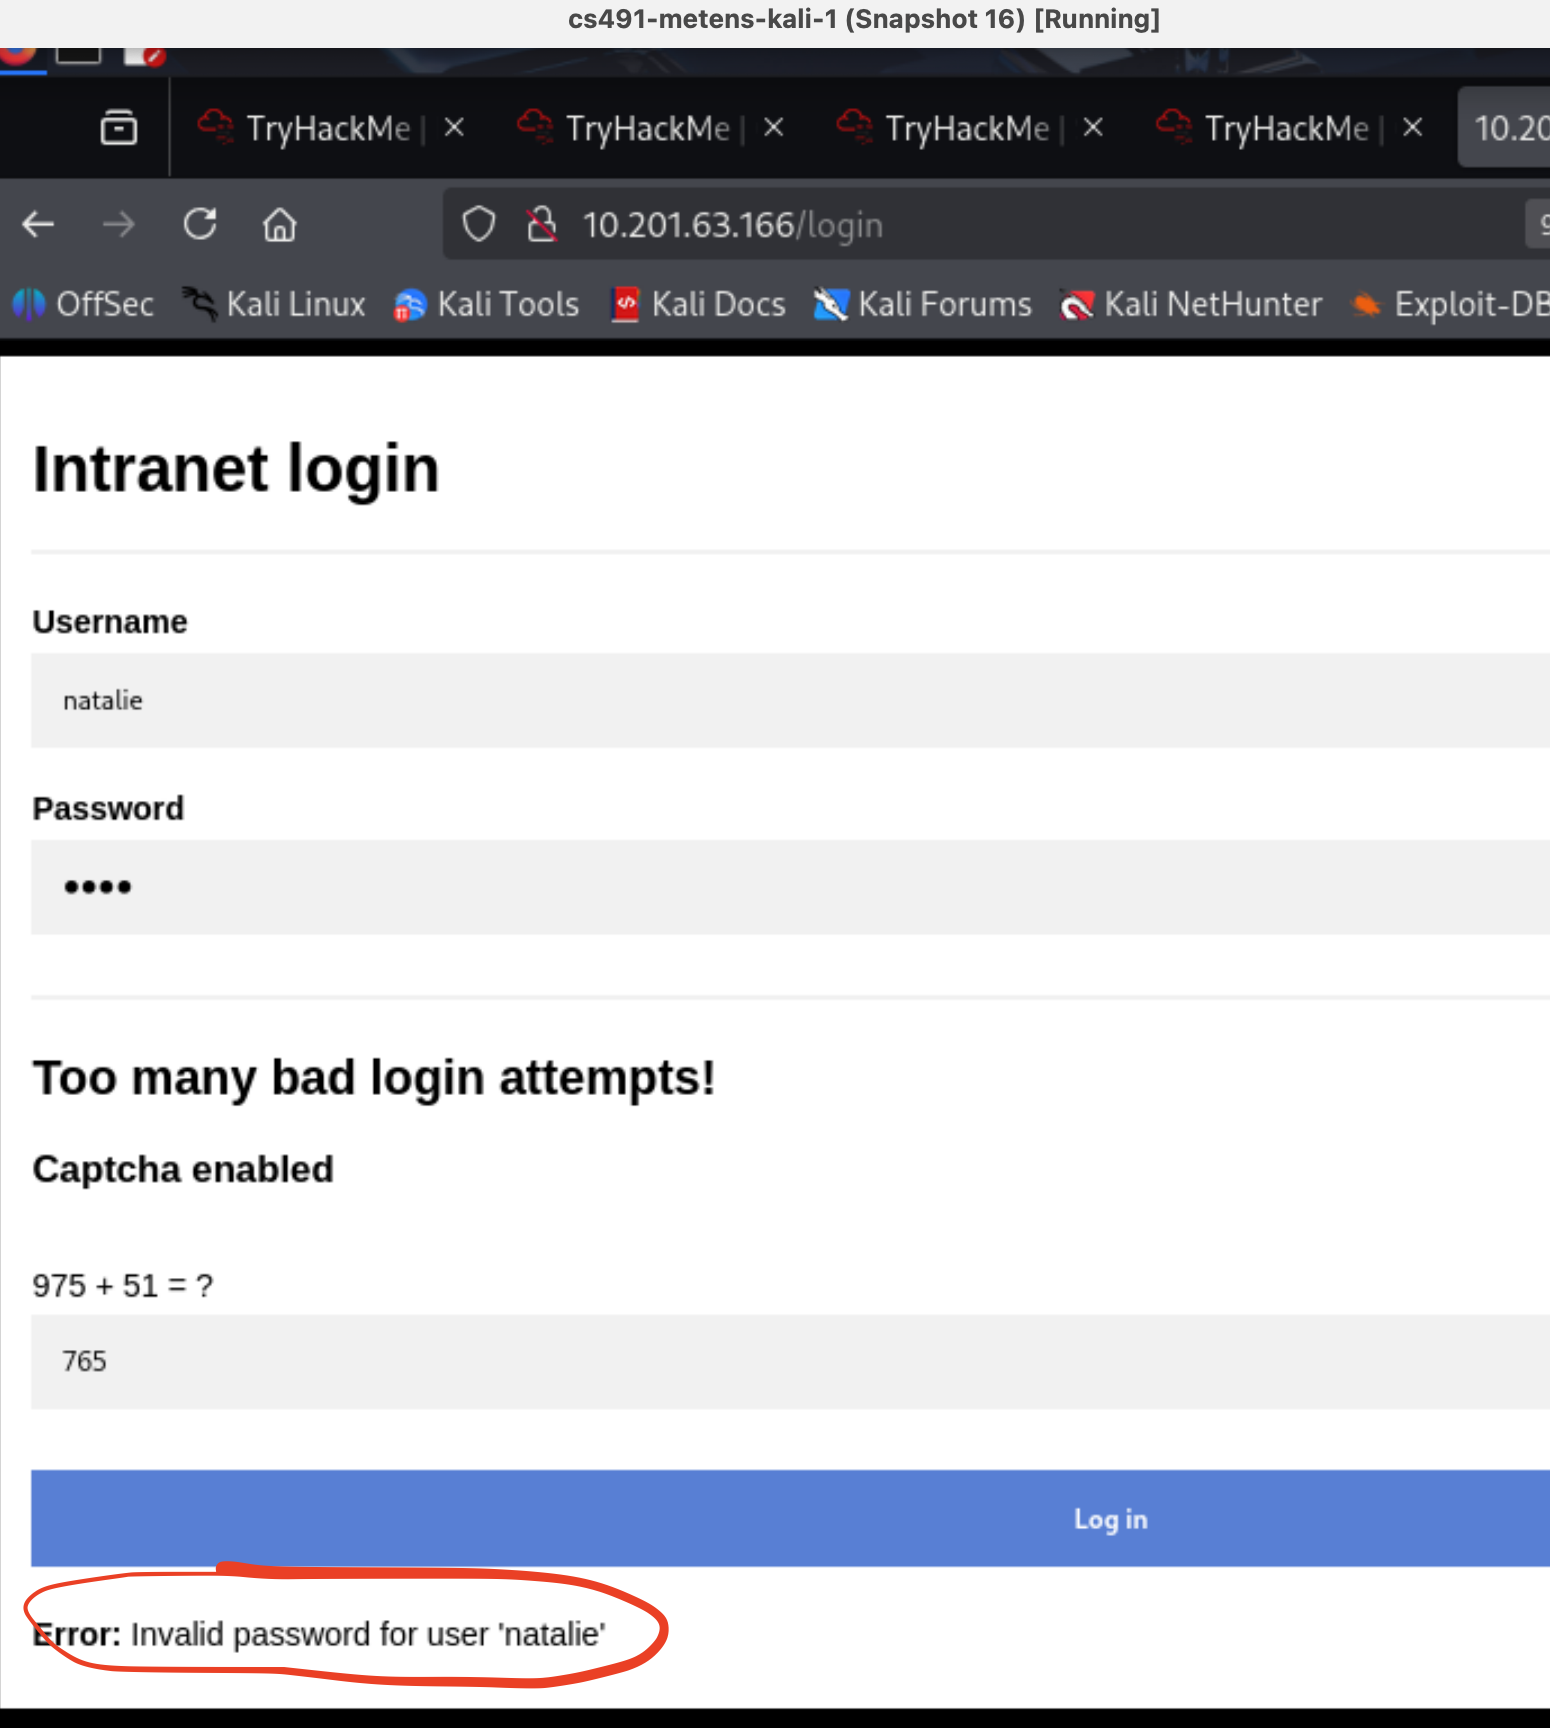 cs491-metens-kali-1 (Snapshot 16) [Running]
TryHackMe | TryHackMe | TryHackMe | TryHackMe | 10.20
10.201.63.166/login 9
OffSec Kali Linux Kali Tools Kali Docs Kali Forums Kali NetHunter Exploit-DB
Intranet login
Username
natalie
Password
••••
Too many bad login attempts!
Captcha enabled
975 + 51 = ?
765
Log in
Error: Invalid password for user 'natalie'